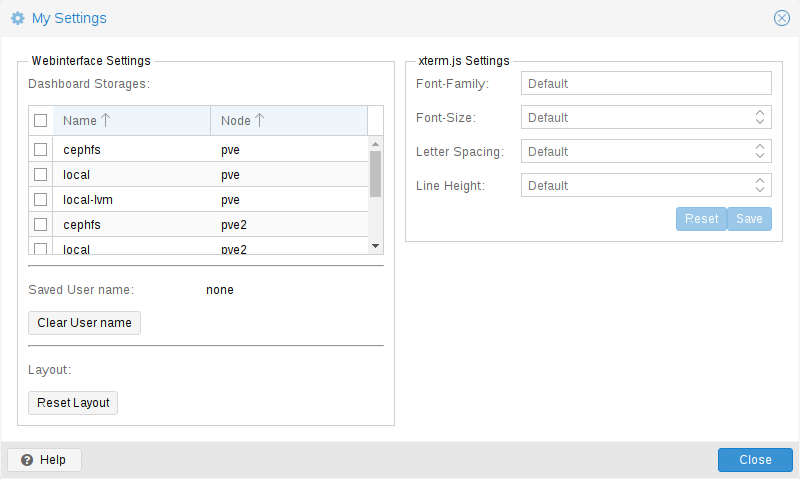 My Settings
Webinterface Settings
Dashboard Storages:
Name Node
cephfs pve
local pve
local-lvm pve
cephfs pve2
local pve2
Saved User name: none
Clear User name
Layout:
Reset Layout
xterm.js Settings
Font-Family: Default
Font-Size: Default
Letter Spacing: Default
Line Height: Default
Reset Save
Help Close